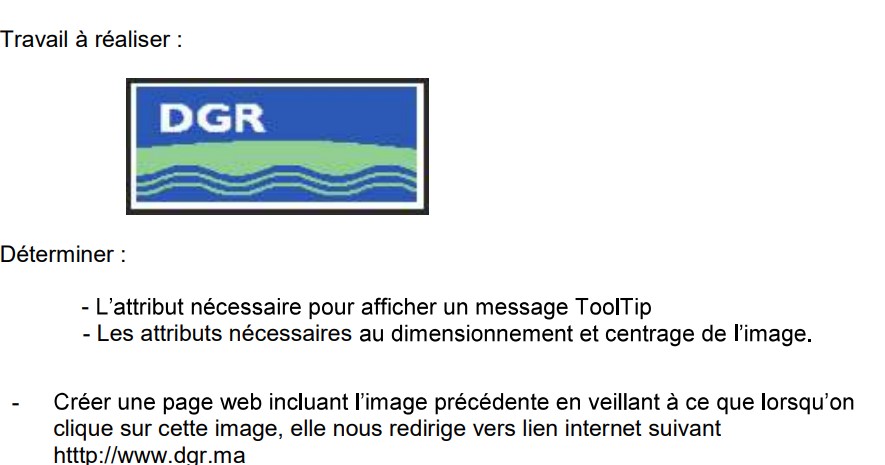 Travail à réaliser :
DGR
Déterminer :
- L’attribut nécessaire pour afficher un message ToolTip
- Les attributs nécessaires au dimensionnement et centrage de l’image.
- Créer une page web incluant l’image précédente en veillant à ce que lorsqu’on
clique sur cette image, elle nous redirige vers lien internet suivant
htttp://www.dgr.ma